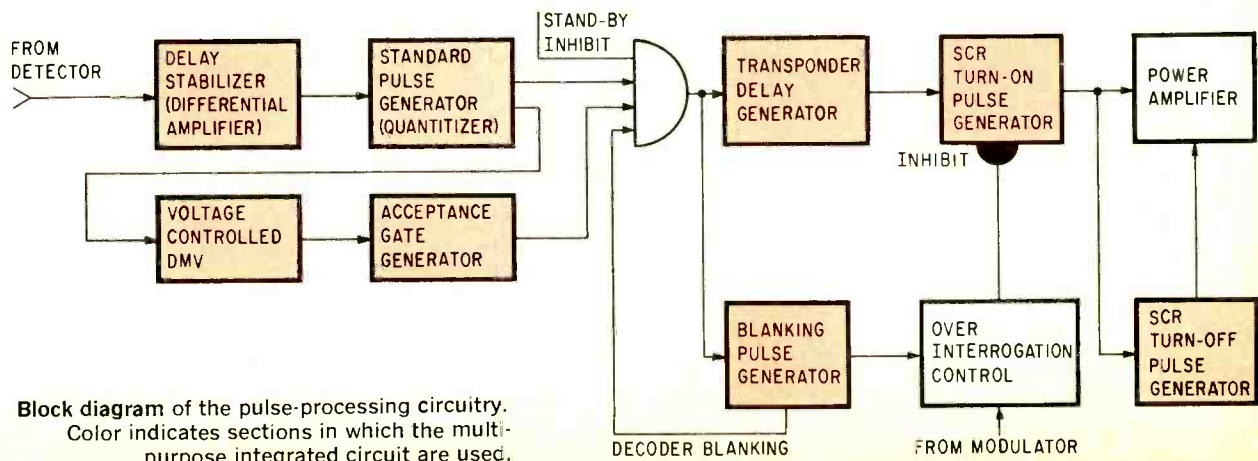 FROM
DETECTOR
DELAY
STABILIZER
(DIFFERENTIAL
AMPLIFIER)
STANDARD
PULSE
GENERATOR
(QUANTITIZER)
STAND-BY
INHIBIT
TRANSPONDER
DELAY
GENERATOR
SCR
TURN-ON
PULSE
GENERATOR
POWER
AMPLIFIER
INHIBIT
VOLTAGE
CONTROLLED
DMV
ACCEPTANCE
GATE
GENERATOR
BLANKING
PULSE
GENERATOR
OVER
INTERROGATION
CONTROL
SCR
TURN-OFF
PULSE
GENERATOR
DECODER BLANKING
FROM MODULATOR
Block diagram of the pulse-processing circuitry.
Color indicates sections in which the multi-
purpose integrated circuit are used.